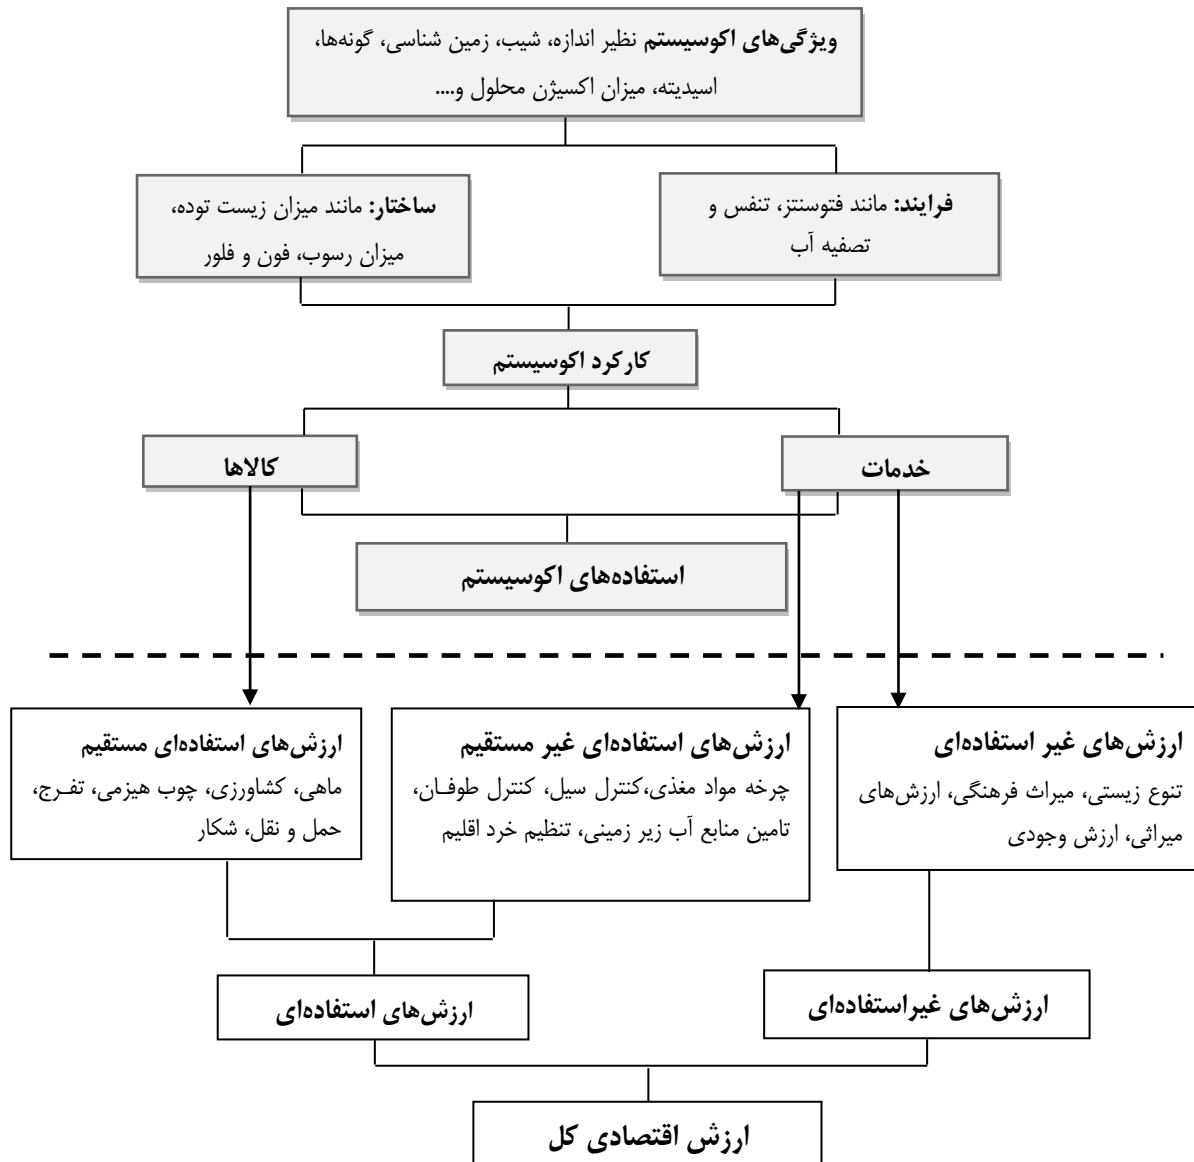 ویژگی‌های اکوسیستم نظیر اندازه، شیب، زمین شناسی، گونه‌ها،
اسیدیته، میزان اکسیژن محلول و....
فرایند: مانند فتوسنتز، تنفس و
تصفیه آب
ساختار: مانند میزان زیست توده،
میزان رسوب، فون و فلور
کارکرد اکوسیستم
خدمات
کالاها
استفاده‌های اکوسیستم
ارزش‌های غیر استفاده‌ای
تنوع زیستی، میراث فرهنگی، ارزش‌های
میراثی، ارزش وجودی
ارزش‌های استفاده‌ای غیر مستقیم
چرخه مواد مغذی،کنترل سیل، کنترل طوفـان،
تامین منابع آب زیر زمینی، تنظیم خرد اقلیم
ارزش‌های استفاده‌ای مستقیم
ماهی، کشاورزی، چوب هیزمی، تفـرج،
حمل و نقل، شکار
ارزش‌های غیراستفاده‌ای
ارزش‌های استفاده‌ای
ارزش اقتصادی کل